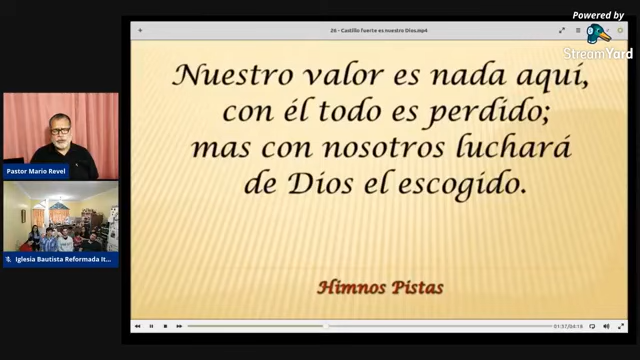 Powered by
StreamYard
26 - Castillo fuerte es nuestro Dios.mp4
Nuestro valor es nada aquí,
con él todo es perdido;
mas con nosotros luchará
de Dios el escogido.
Himnos Pistas
01:37/04:18
Pastor Mario Revel
Iglesia Bautista Reformada It...